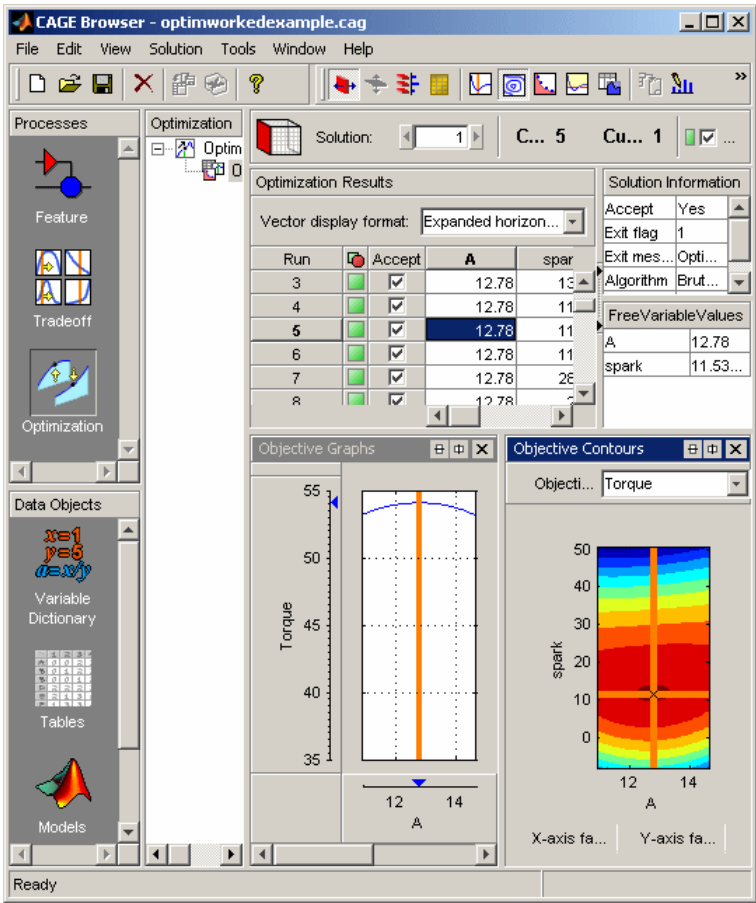 CAGE Browser - optimworkedexample.cag
File Edit View Solution Tools Window Help
»
Processes
Feature
Tradeoff
Optimization
Data Objects
x=1
y=5
a=x/y
Variable
Dictionary
Tables
Models
Optimization
Optim
O
Solution: 1 C... 5 Cu... 1 ...
Optimization Results
Vector display format: Expanded horizon...
Run Accept A spar
3 12.78 13
4 12.78 11
5 12.78 11
6 12.78 11
7 12.78 28
8 12.78
Solution Information
Accept Yes
Exit flag 1
Exit mes... Opti...
Algorithm Brut...
FreeVariableValues
A 12.78
spark 11.53...
Objective Graphs
55
50
45
40
35
Torque
12 14
A
Objective Contours
Objecti... Torque
50
40
30
20
10
0
spark
12 14
A
X-axis fa... Y-axis fa...
Ready